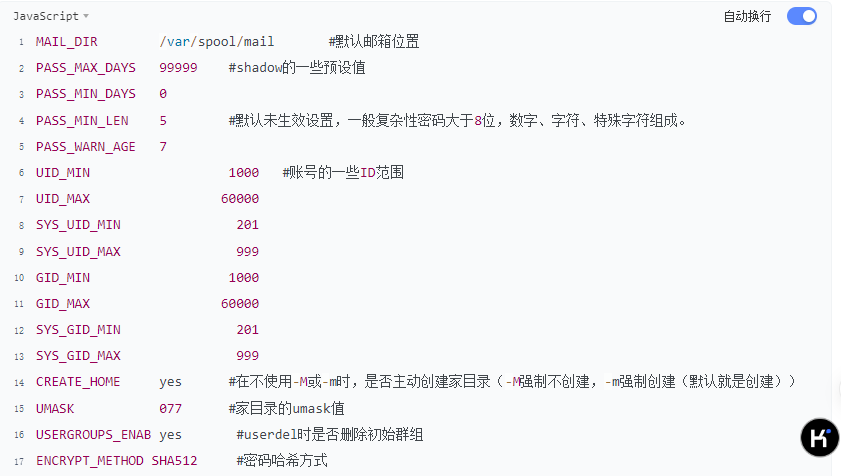 JavaScript 自动换行
1 MAIL_DIR /var/spool/mail #默认邮箱位置
2 PASS_MAX_DAYS 99999 #shadow的一些预设值
3 PASS_MIN_DAYS 0
4 PASS_MIN_LEN 5 #默认未生效设置，一般复杂性密码大于8位，数字、字符、特殊字符组成。
5 PASS_WARN_AGE 7
6 UID_MIN 1000 #账号的一些ID范围
7 UID_MAX 60000
8 SYS_UID_MIN 201
9 SYS_UID_MAX 999
10 GID_MIN 1000
11 GID_MAX 60000
12 SYS_GID_MIN 201
13 SYS_GID_MAX 999
14 CREATE_HOME yes #在不使用-M或-m时，是否主动创建家目录（-M强制不创建，-m强制创建（默认就是创建））
15 UMASK 077 #家目录的umask值
16 USERGROUPS_ENAB yes #userdel时是否删除初始群组
17 ENCRYPT_METHOD SHA512 #密码哈希方式
K